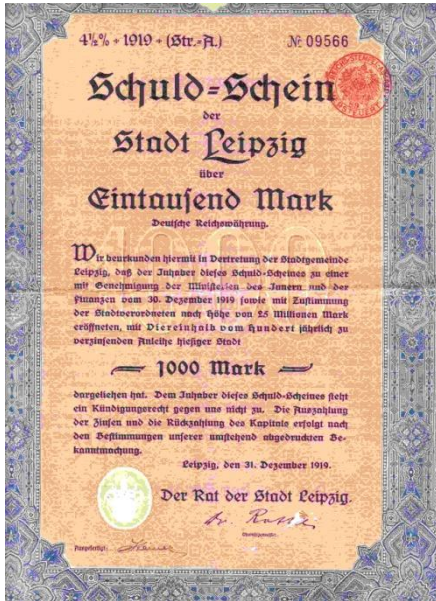 4½% + 1919 + (Str.=A.) № 09566
Schuld=Schein
der
Stadt Leipzig
über
Eintausend Mark
Deutsche Reichswährung.
1000
Wir beurkunden hiermit in Vertretung der Stadtgemeinde
Leipzig, daß der Inhaber dieses Schuld=Scheines zu einer
mit Genehmigung der Ministerien des Innern und der
Finanzen vom 30. Dezember 1919 sowie mit Zustimmung
der Stadtverordneten nach Höhe von 25 Millionen Mark
eröffneten, mit Viereinhalb vom Hundert jährlich zu
verzinsenden Anleihe hiesiger Stadt
1000 Mark
dargeliehen hat. Dem Inhaber dieses Schuld=Scheines steht
ein Kündigungsrecht gegen uns nicht zu. Die Auszahlung
der Zinsen und die Rückzahlung des Kapitals erfolgt nach
den Bestimmungen unserer umstehend abgedruckten Be=
kanntmachung.
Leipzig, den 31. Dezember 1919.
Der Rat der Stadt Leipzig.
Dr.
Oberbürgermeister.
Ausgefertigt: